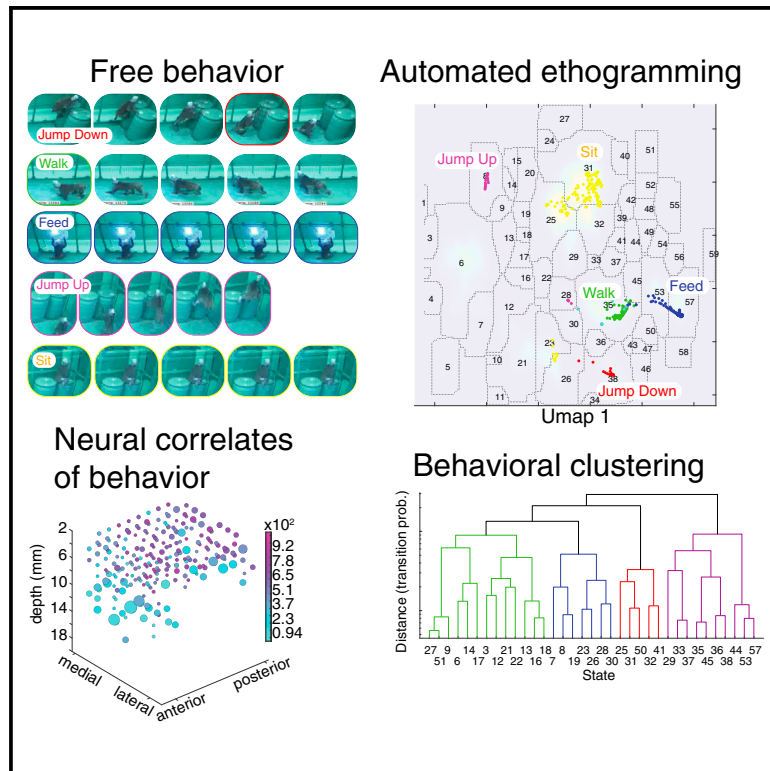 Free behavior
Jump Down
Walk
Feed
Jump Up
Sit
Automated ethogramming
27
24
Sit
31
40
51
Jump Up
8
15
20
14
52
9
25
42
55
1
19
32
39
48
49
3
13
18
41
44
54
17
29
33
37
56
59
6
16
22
45
53
Feed
57
4
28
Walk
35
12
30
50
7
36
43
47
58
23
5
10
21
26
38
46
11
34
Jump Down
Umap 1
Neural correlates
of behavior
x10²
2
6
10
14
18
depth (mm)
9.2
7.8
6.5
5.1
3.7
2.3
0.94
medial
lateral
anterior
posterior
Behavioral clustering
Distance (transition prob.)
27 9 14 3 21 13 18 8 23 28 25 50 41 33 35 36 44 57
51 6 17 12 22 16 7 19 26 30 31 32 29 37 45 38 53
State